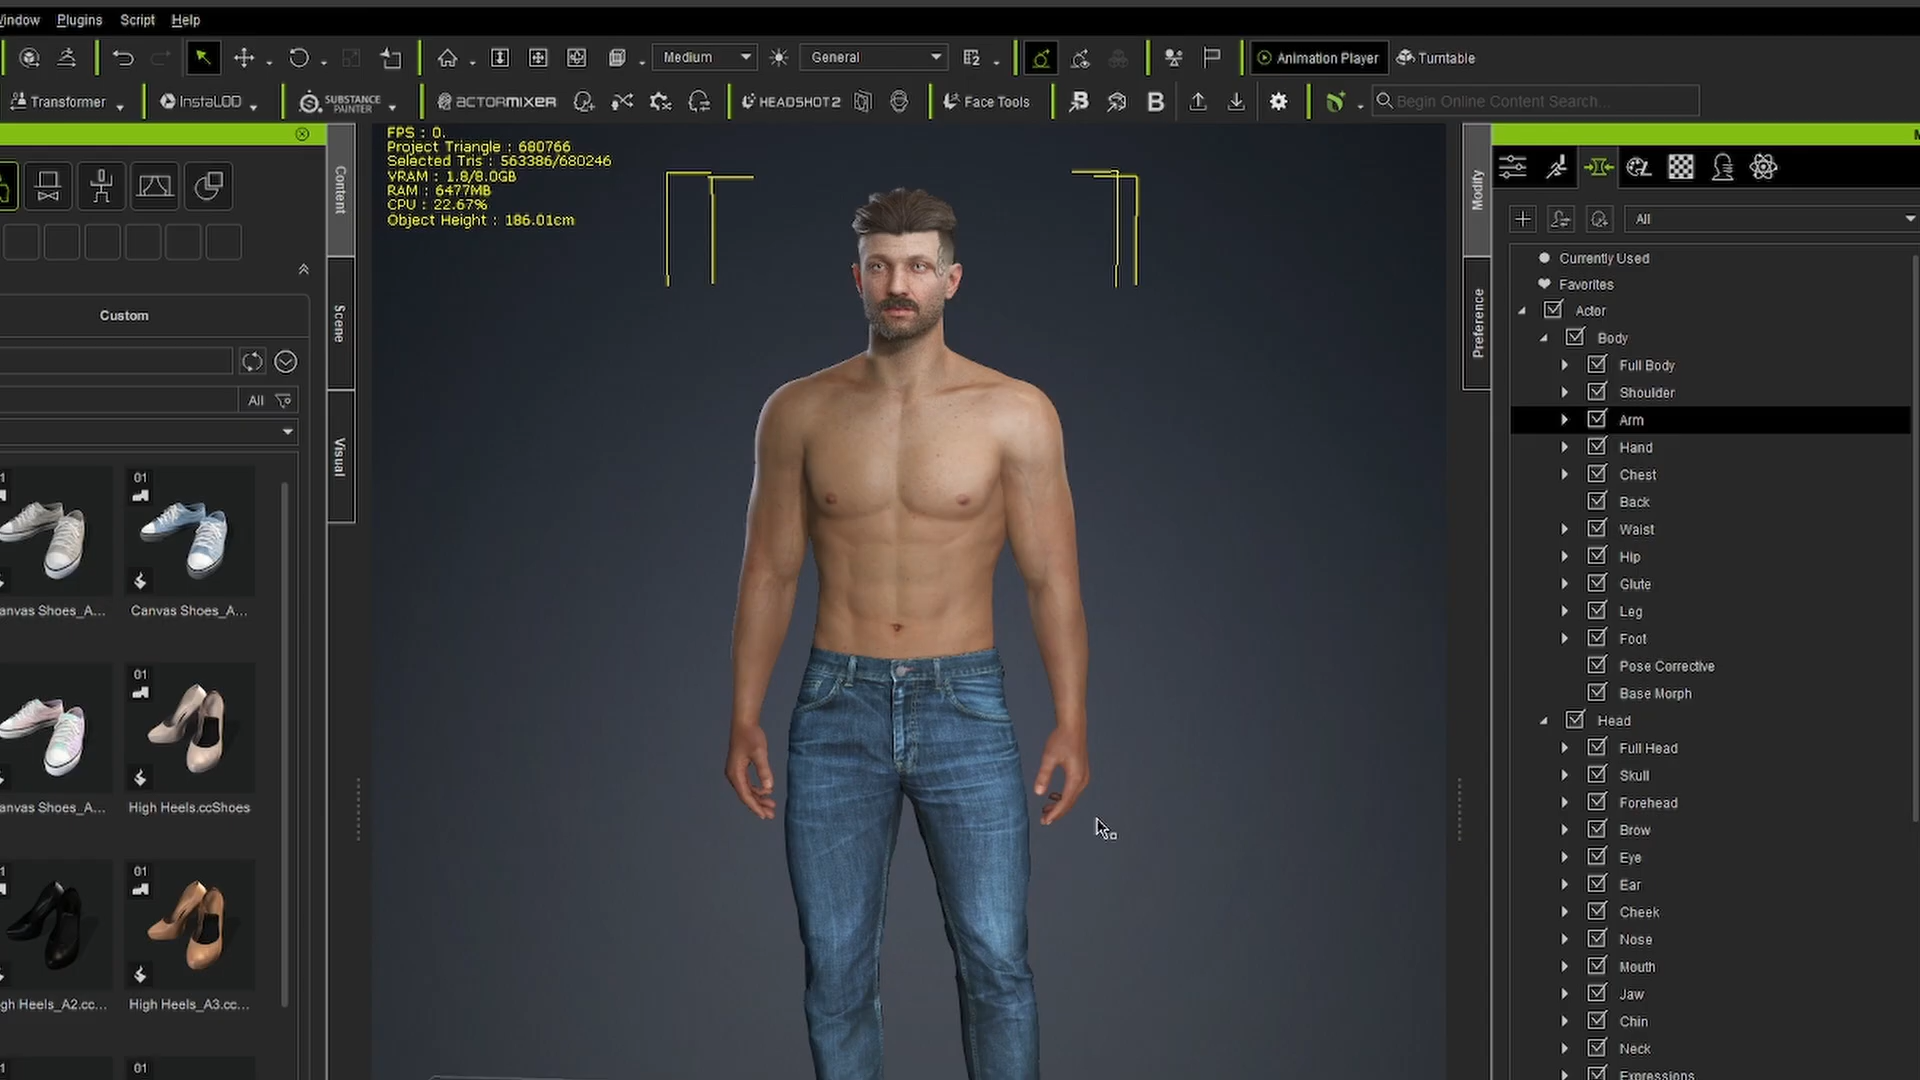 Window Plugins Script Help
Medium General 2 Animation Player Turntable
Transformer InstaLOD SUBSTANCE PAINTER ACTORMIXER HEADSHOT 2 Face Tools B Begin Online Content Search...
FPS : 0.
Project Triangle : 680766
Selected Tris : 563386/680246
VRAM : 1.8/8.0GB
RAM : 6477MB
CPU : 22.67%
Object Height : 186.01cm
Content
Scene
Visual
Custom
All
01
anvas Shoes_A...
Canvas Shoes_A...
01
anvas Shoes_A...
High Heels.ccShoes
01
gh Heels_A2.cc...
High Heels_A3.cc...
01
Modify
Preference
All
Currently Used
Favorites
Actor
Body
Full Body
Shoulder
Arm
Hand
Chest
Back
Waist
Hip
Glute
Leg
Foot
Pose Corrective
Base Morph
Head
Full Head
Skull
Forehead
Brow
Eye
Ear
Cheek
Nose
Mouth
Jaw
Chin
Neck
Expressions